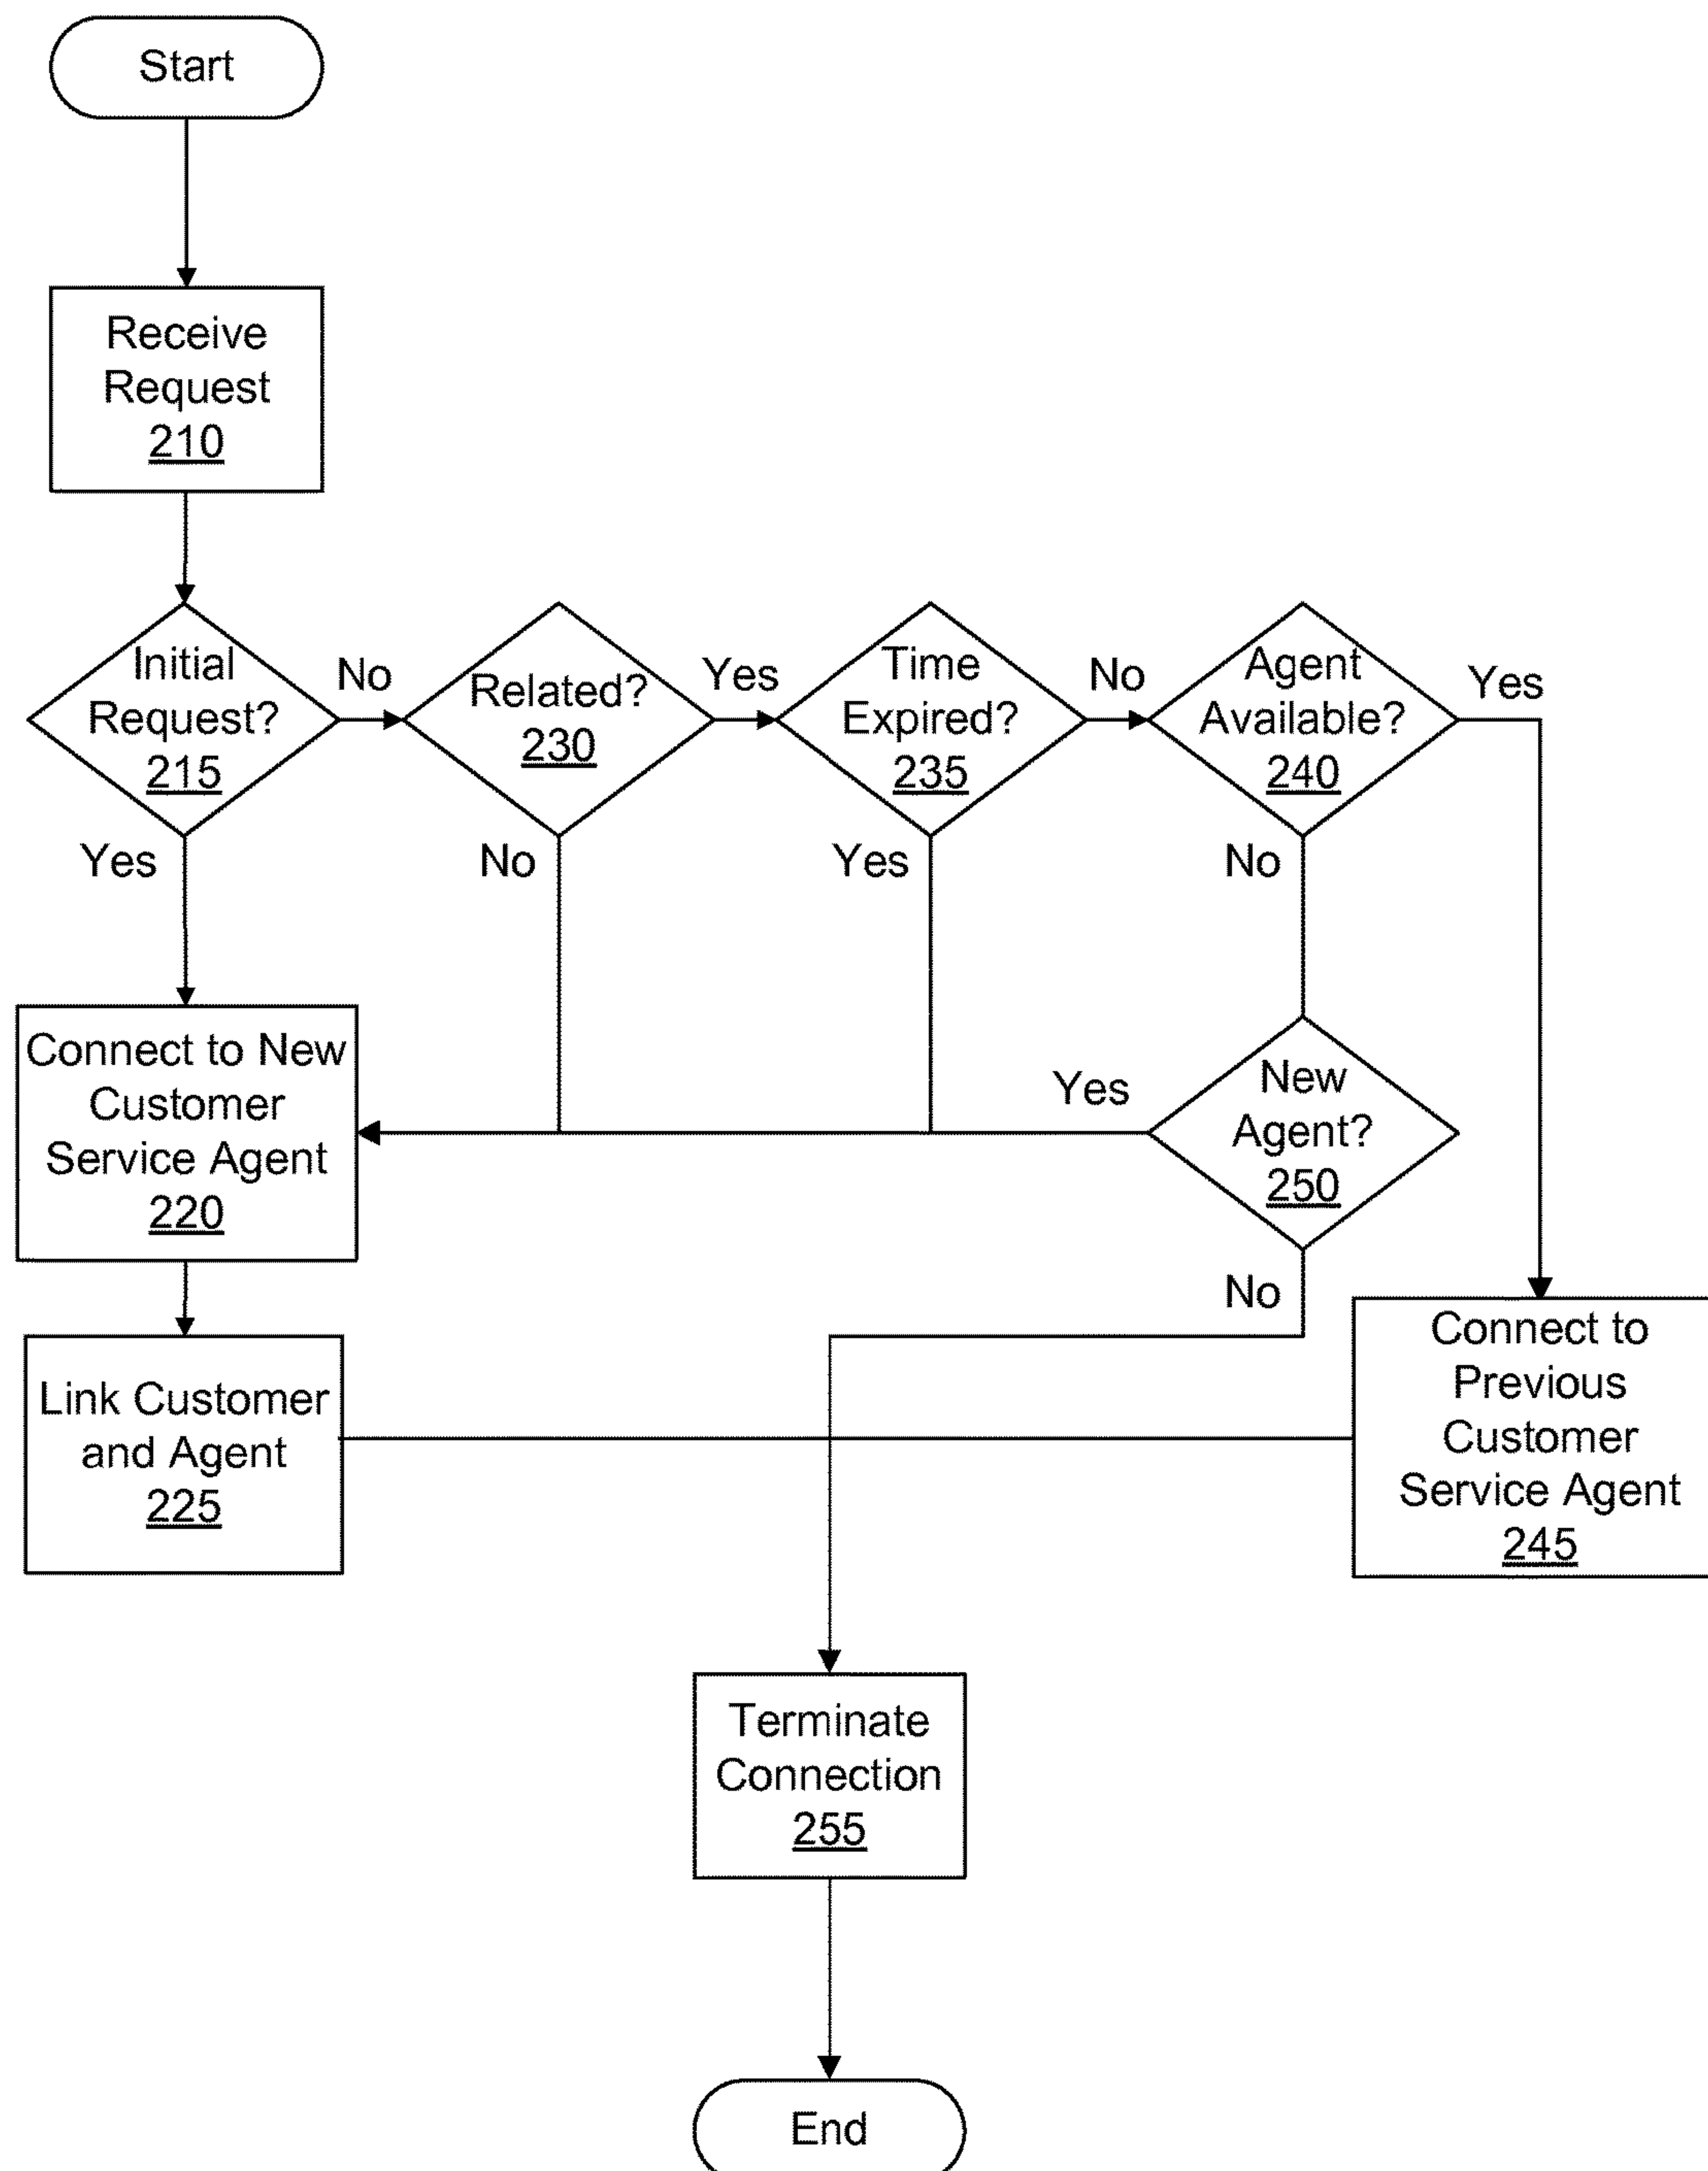 Start
Receive
Request
210
Initial
Request?
215
No
Related?
230
Yes
Time
Expired?
235
No
Agent
Available?
240
Yes
Yes
No
Yes
No
Connect to New
Customer
Service Agent
220
Yes
New
Agent?
250
No
Link Customer
and Agent
225
Connect to
Previous
Customer
Service Agent
245
Terminate
Connection
255
End